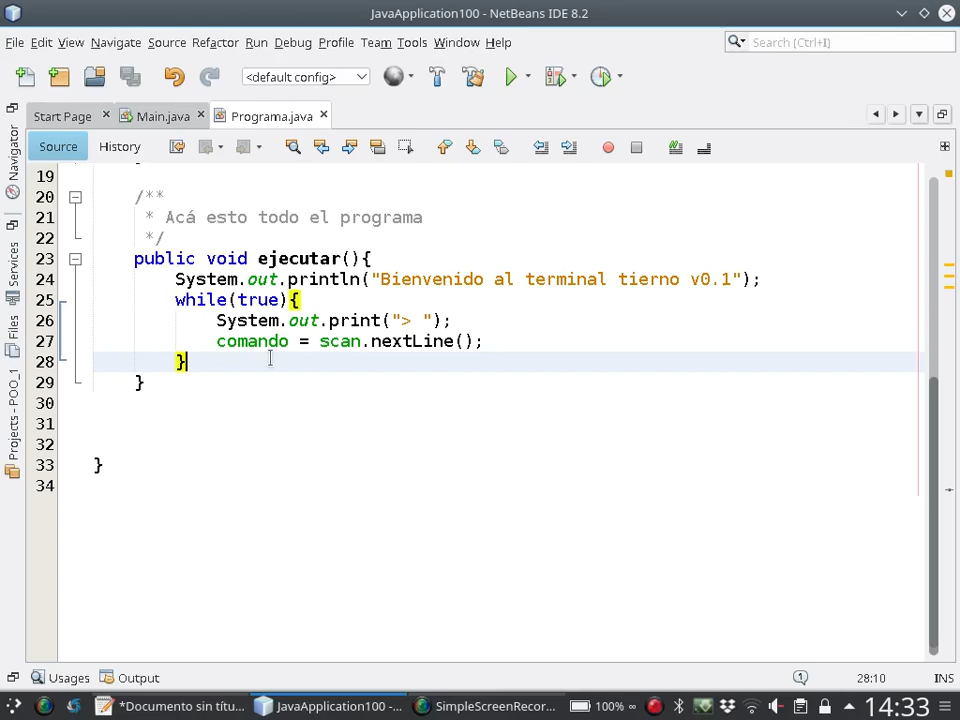 JavaApplication100 - NetBeans IDE 8.2
File Edit View Navigate Source Refactor Run Debug Profile Team Tools Window Help
Search (Ctrl+I)
<default config>
Start Page Main.java Programa.java
Source History
Navigator
Services
Files
Projects - POO_1
19
20 /**
21 * Acá esto todo el programa
22 */
23 public void ejecutar(){
24 System.out.println("Bienvenido al terminal tierno v0.1");
25 while(true){
26 System.out.print("> ");
27 comando = scan.nextLine();
28 }
29 }
30
31
32
33 }
34
Usages Output 1 28:10 INS
*Documento sin títu... JavaApplication100 -... SimpleScreenRecor... 100% 14:33